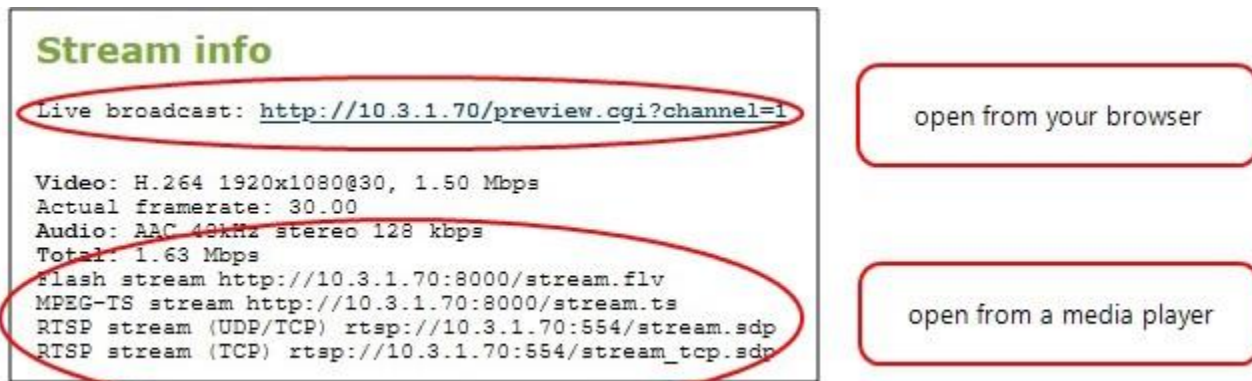 Stream info
Live broadcast: http://10.3.1.70/preview.cgi?channel=1
open from your browser
Video: H.264 1920x1080@30, 1.50 Mbps
Actual framerate: 30.00
Audio: AAC 48kHz stereo 128 kbps
Total: 1.63 Mbps
Flash stream http://10.3.1.70:8000/stream.flv
MPEG-TS stream http://10.3.1.70:8000/stream.ts
RTSP stream (UDP/TCP) rtsp://10.3.1.70:554/stream.sdp
RTSP stream (TCP) rtsp://10.3.1.70:554/stream_tcp.sdp
open from a media player